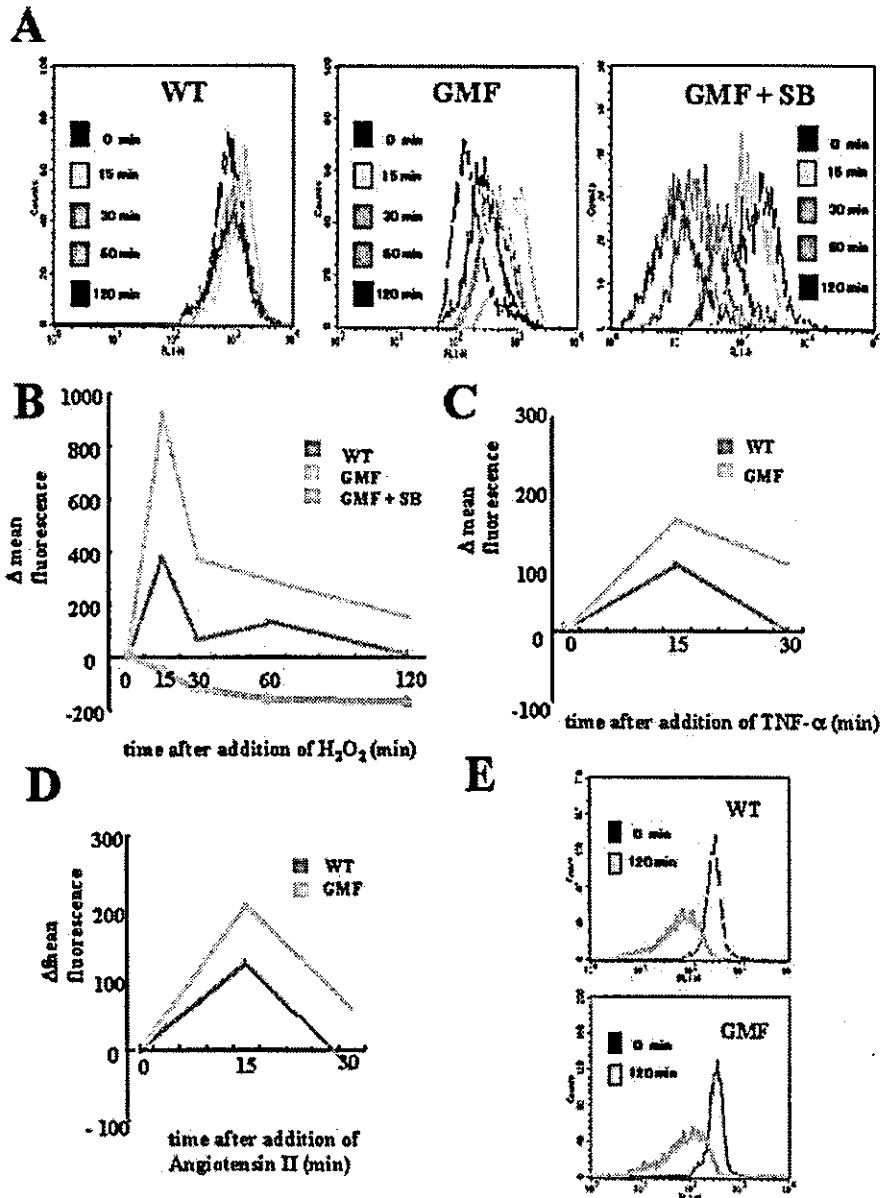 A
WT
0 min
15 min
30 min
60 min
120 min
Counts
GMF
0 min
15 min
30 min
60 min
120 min
Counts
GMF + SB
0 min
15 min
30 min
60 min
120 min
Counts
B
1000
800
600
400
200
0
-200
Δ mean
fluorescence
WT
GMF
GMF + SB
0 15 30 60 120
time after addition of H₂O₂ (min)
C
300
200
100
0
-100
Δ mean
fluorescence
WT
GMF
0 15 30
time after addition of TNF-α (min)
D
300
200
100
0
-100
Δ mean
fluorescence
WT
GMF
0 15 30
time after addition of
Angiotensin II (min)
E
WT
0 min
120 min
GMF
0 min
120 min
Counts